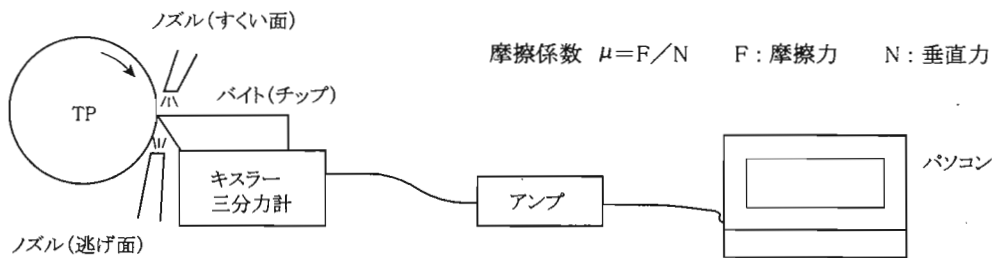 ノズル(すくい面)
摩擦係数 μ=F/N F:摩擦力 N:垂直力
バイト(チップ)
TP
キスラー
三分力計
アンプ
パソコン
ノズル(逃げ面)